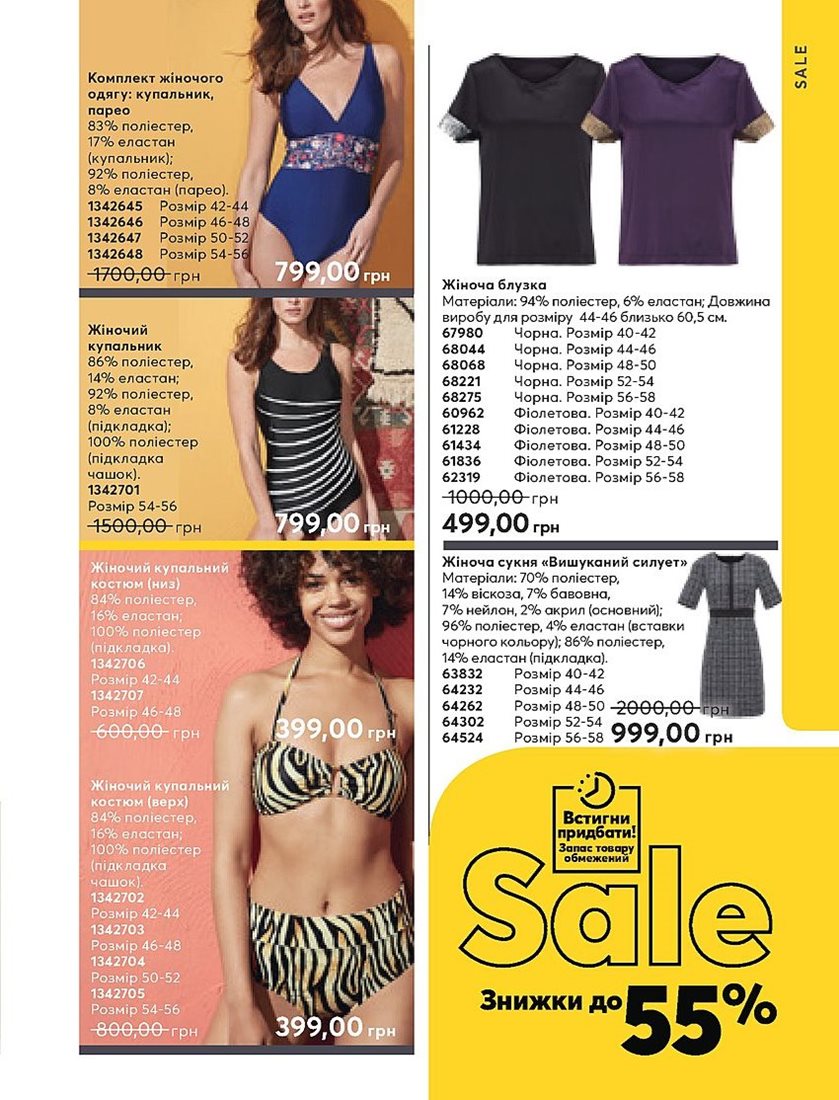 Комплект жіночого
одягу: купальник,
парео
83% поліестер,
17% еластан
(купальник);
92% поліестер,
8% еластан (парео).
1342645 Розмір 42-44
1342646 Розмір 46-48
1342647 Розмір 50-52
1342648 Розмір 54-56
1700,00 грн
799,00 грн
Жіночий
купальник
86% поліестер,
14% еластан;
92% поліестер,
8% еластан
(підкладка);
100% поліестер
(підкладка
чашок).
1342701
Розмір 54-56
1500,00 грн
799,00 грн
Жіночий купальний
костюм (низ)
84% поліестер,
16% еластан;
100% поліестер
(підкладка).
1342706
Розмір 42-44
1342707
Розмір 46-48
600,00 грн
399,00 грн
Жіночий купальний
костюм (верх)
84% поліестер,
16% еластан;
100% поліестер
(підкладка
чашок).
1342702
Розмір 42-44
1342703
Розмір 46-48
1342704
Розмір 50-52
1342705
Розмір 54-56
800,00 грн
399,00 грн
SALE
Жіноча блузка
Матеріали: 94% поліестер, 6% еластан; Довжина
виробу для розміру 44-46 близько 60,5 см.
67980 Чорна. Розмір 40-42
68044 Чорна. Розмір 44-46
68068 Чорна. Розмір 48-50
68221 Чорна. Розмір 52-54
68275 Чорна. Розмір 56-58
60962 Фіолетова. Розмір 40-42
61228 Фіолетова. Розмір 44-46
61434 Фіолетова. Розмір 48-50
61836 Фіолетова. Розмір 52-54
62319 Фіолетова. Розмір 56-58
1000,00 грн
499,00 грн
Жіноча сукня «Вишуканий силует»
Матеріали: 70% поліестер,
14% віскоза, 7% бавовна,
7% нейлон, 2% акрил (основний);
96% поліестер, 4% еластан (вставки
чорного кольору); 86% поліестер,
14% еластан (підкладка).
63832 Розмір 40-42
64232 Розмір 44-46
64262 Розмір 48-50
64302 Розмір 52-54
64524 Розмір 56-58
2000,00 грн
999,00 грн
Встигни
придбати!
Запас товару
обмежений
Sale
Знижки до 55%